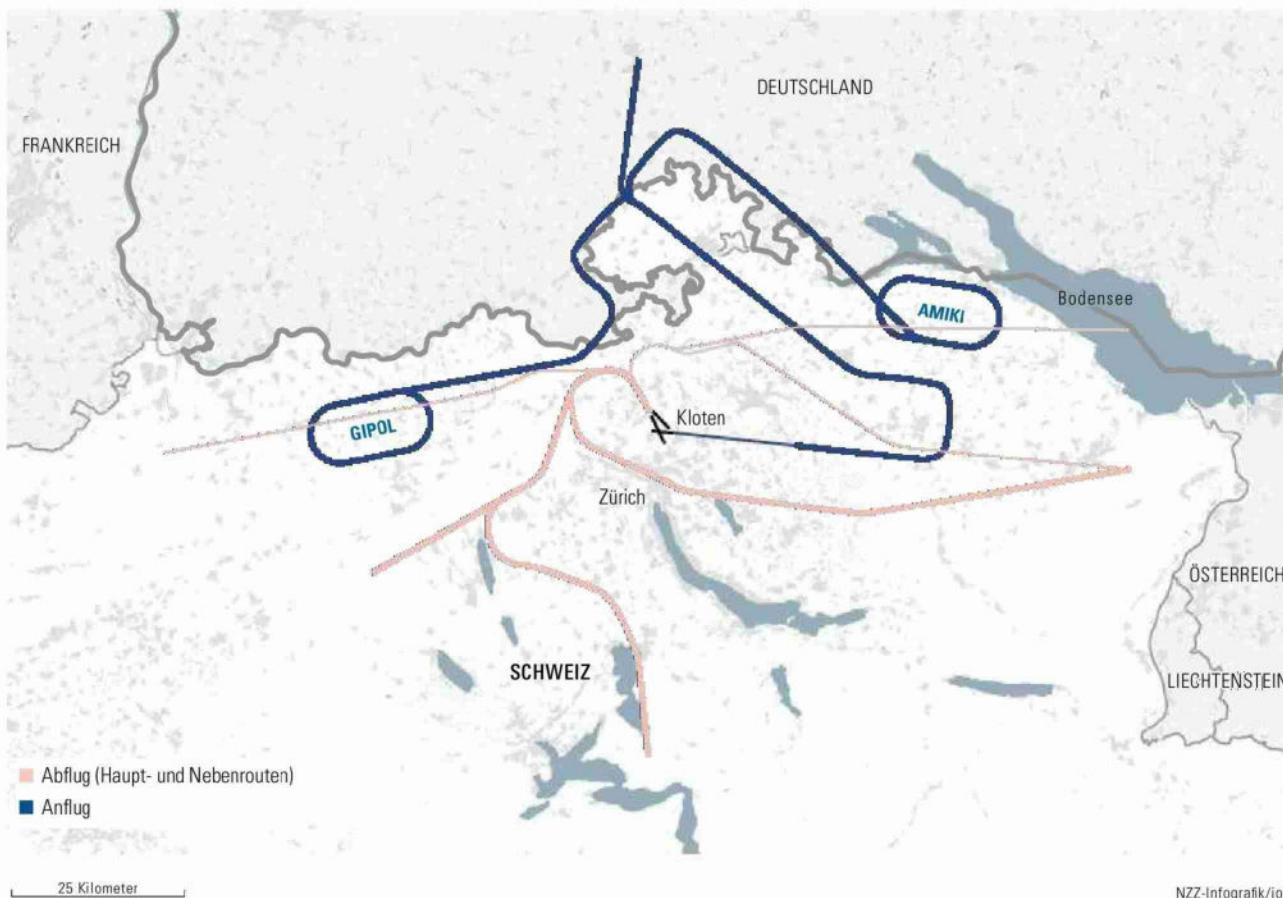 DEUTSCHLAND
FRANKREICH
AMIKI
Bodensee
GIPOL
Kloten
Zürich
ÖSTERREICH
SCHWEIZ
LIECHTENSTEIN
Abflug (Haupt- und Nebenrouten)
Anflug
25 Kilometer
NZZ-Infografik/jo